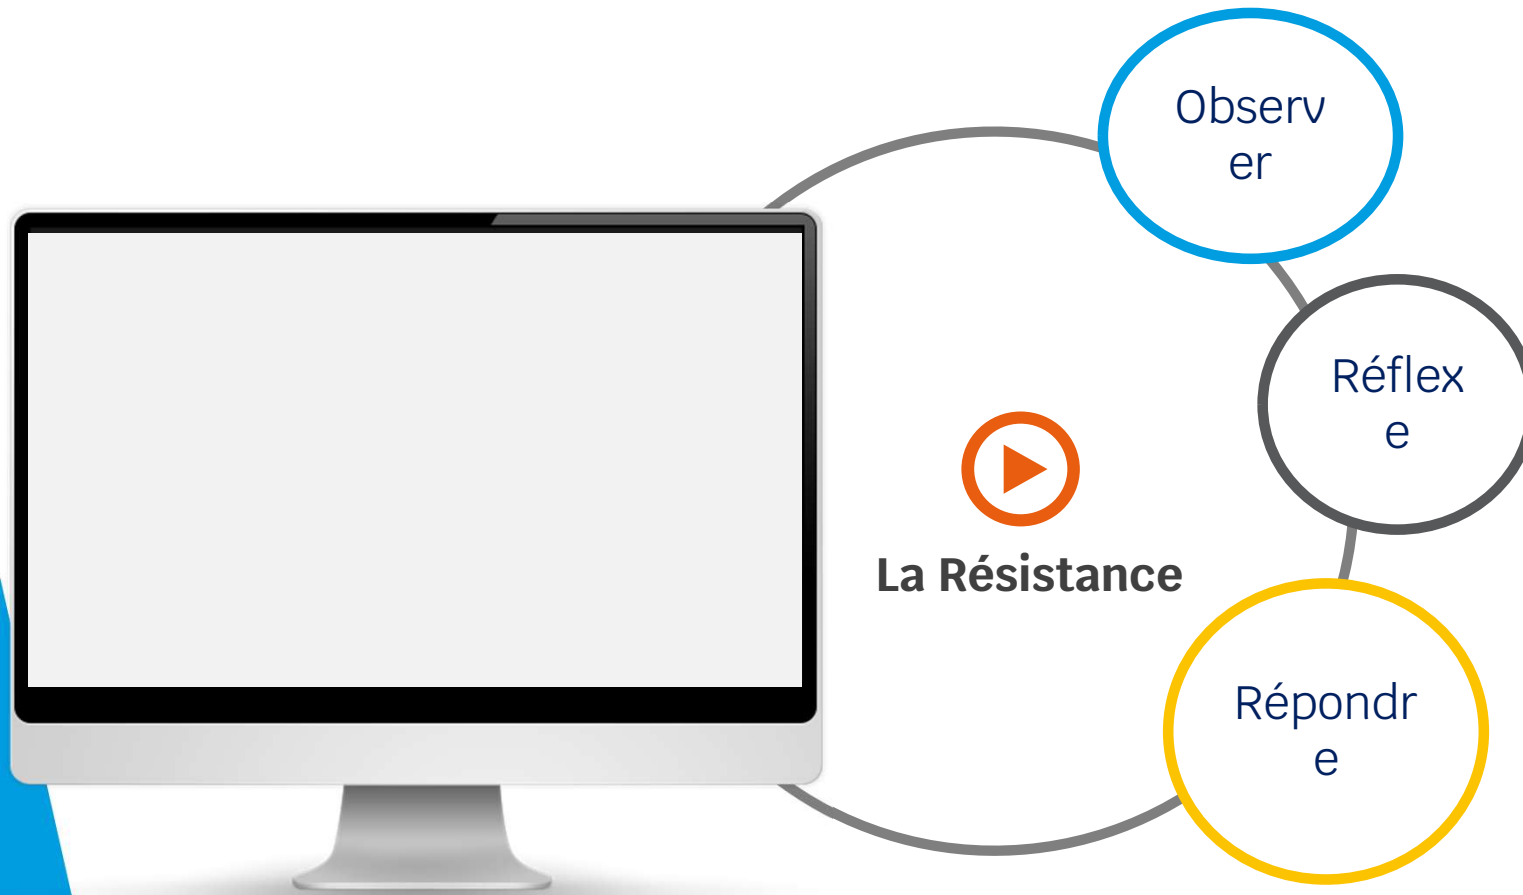 Observ
er
Réflex
e
La Résistance
Répondr
e